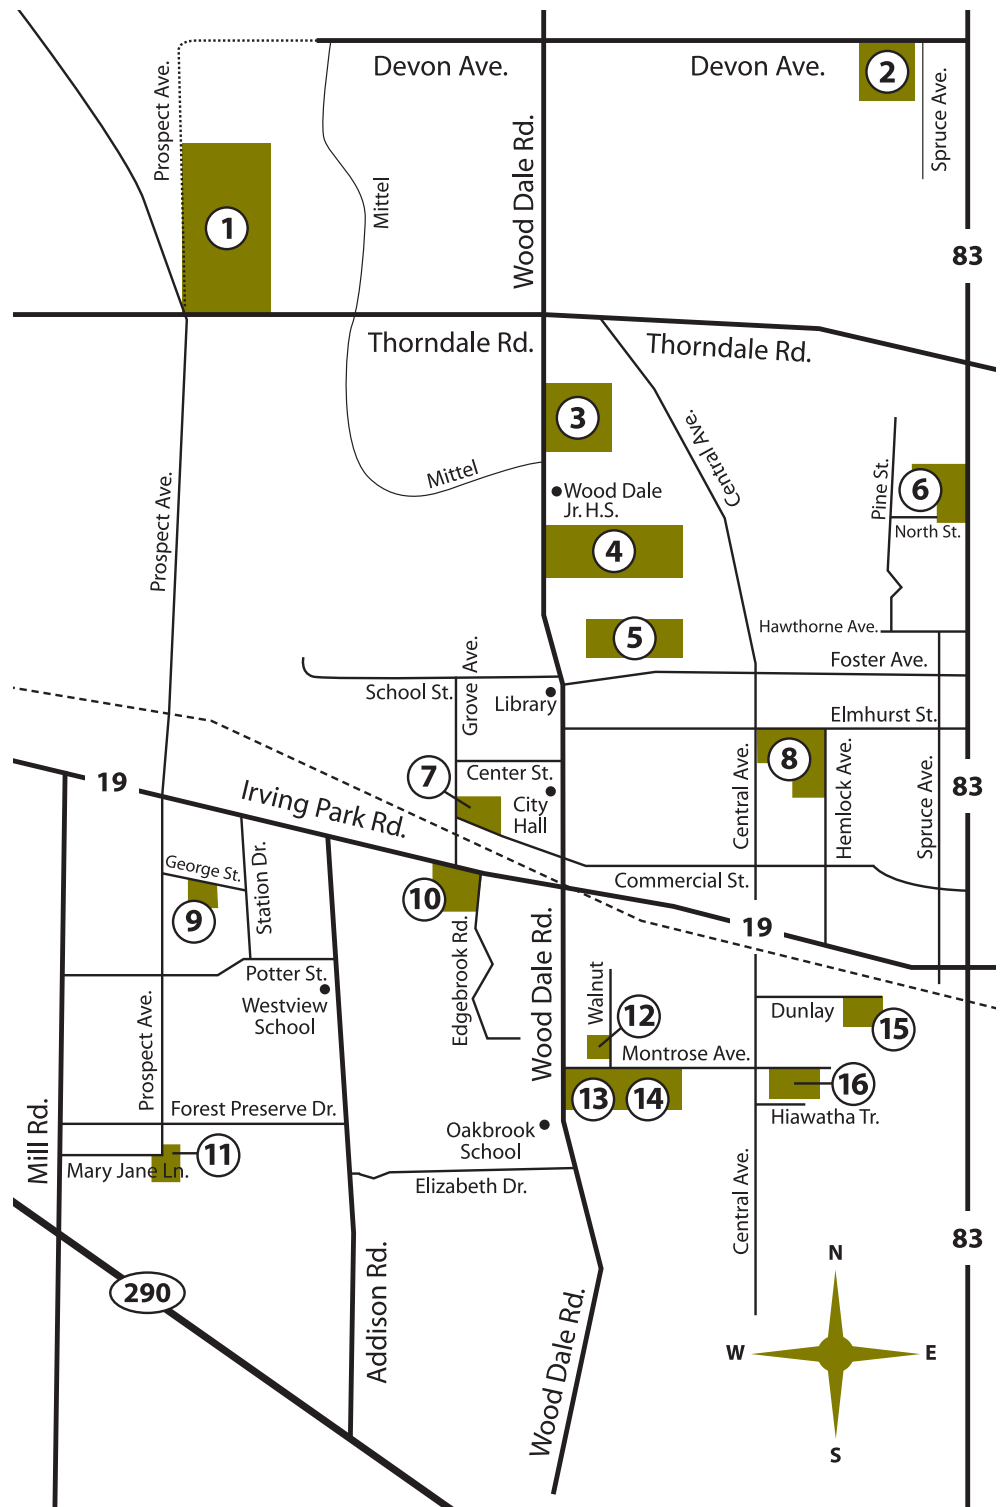 Devon Ave.
Devon Ave.
2
Prospect Ave.
Spruce Ave.
Wood Dale Rd.
Mittel
1
83
Thorndale Rd.
Thorndale Rd.
3
Central Ave.
Mittel
Pine St.
6
Wood Dale
Jr. H.S.
North St.
Prospect Ave.
4
5
Hawthorne Ave.
Grove Ave.
Foster Ave.
School St.
Library
Elmhurst St.
8
7
Center St.
City
Hall
Central Ave.
Hemlock Ave.
Spruce Ave.
83
19
Irving Park Rd.
George St.
Station Dr.
Commercial St.
10
9
19
Edgebrook Rd.
Wood Dale Rd.
Potter St.
Westview
School
Walnut
12
Dunlay
15
Prospect Ave.
Montrose Ave.
13
14
16
Mill Rd.
Forest Preserve Dr.
Hiawatha Tr.
Oakbrook
School
11
Mary Jane Ln.
Elizabeth Dr.
Central Ave.
83
290
Addison Rd.
Wood Dale Rd.
N
W
E
S